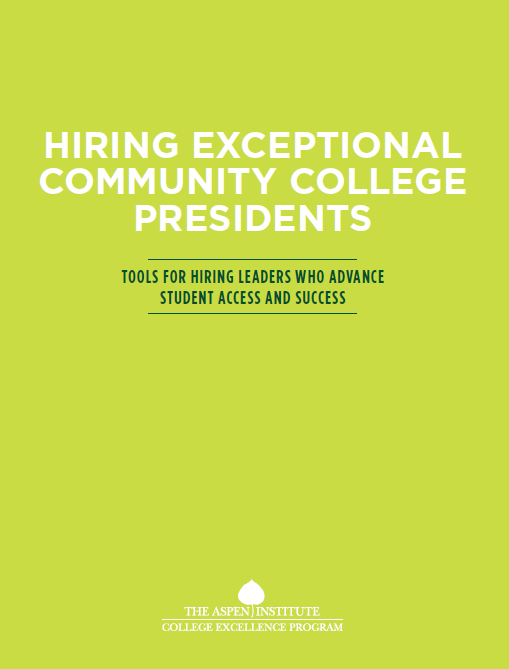 HIRING EXCEPTIONAL
COMMUNITY COLLEGE
PRESIDENTS
TOOLS FOR HIRING LEADERS WHO ADVANCE
STUDENT ACCESS AND SUCCESS
THE ASPEN INSTITUTE
COLLEGE EXCELLENCE PROGRAM